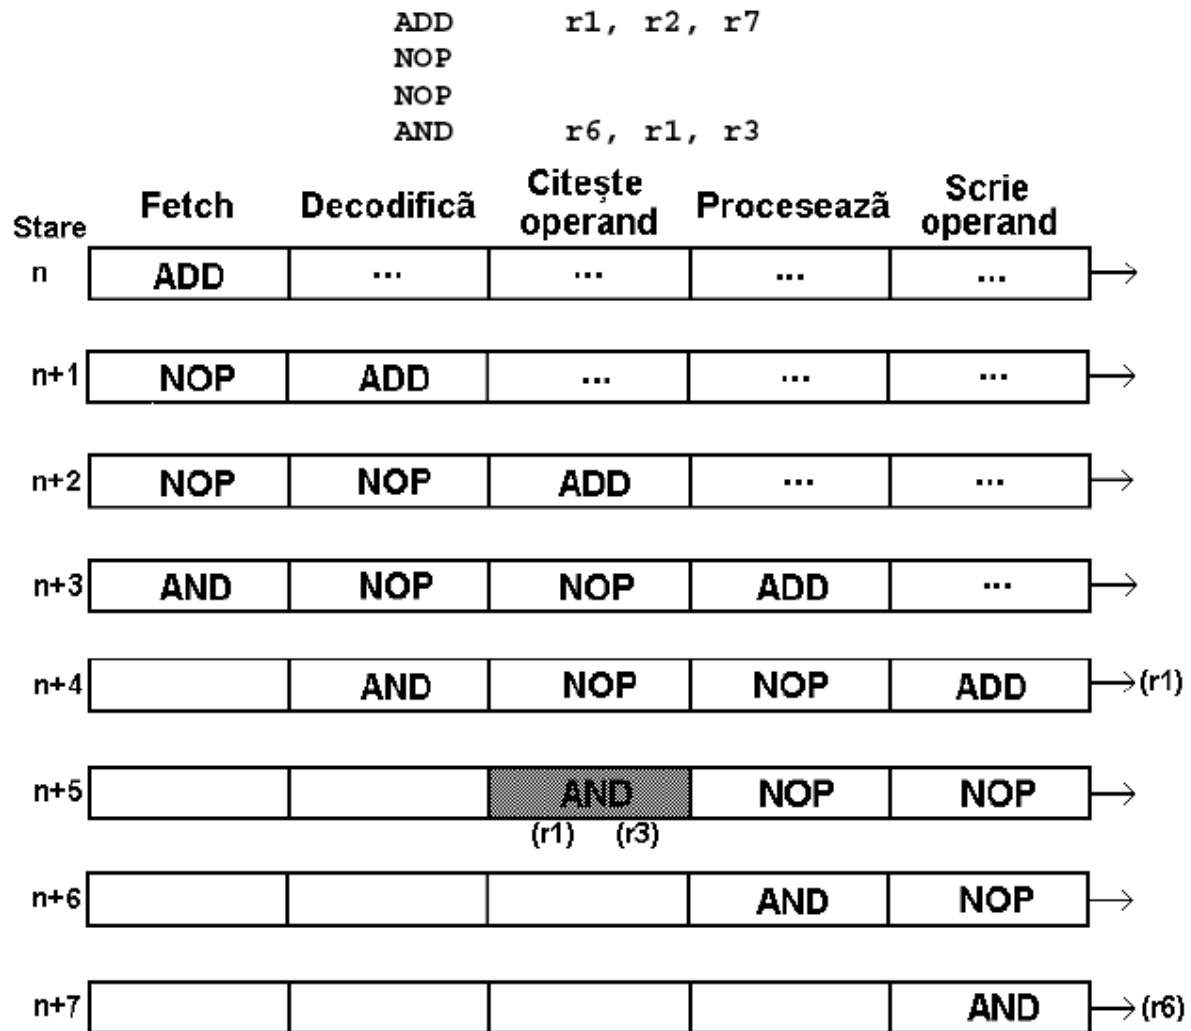 ADD r1, r2, r7
NOP
NOP
AND r6, r1, r3
Stare Fetch Decodifică Citește operand Procesează Scrie operand
n ADD ... ... ... ...
n+1 NOP ADD ... ... ...
n+2 NOP NOP ADD ... ...
n+3 AND NOP NOP ADD ...
n+4 AND NOP NOP ADD (r1)
n+5 AND NOP NOP
(r1) (r3)
n+6 AND NOP
n+7 AND (r6)